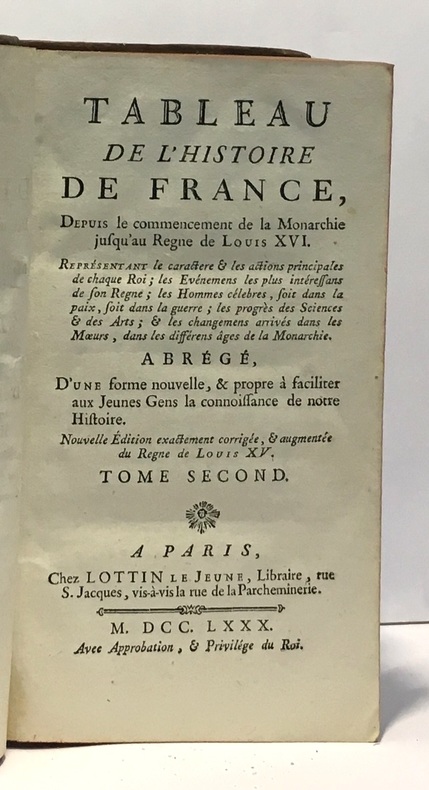 TABLEAU
DE L'HISTOIRE
DE FRANCE,
DEPUIS le commencement de la Monarchie
juſqu'au Regne de LOUIS XVI.
REPRÉSENTANT le caractere & les actions principales
de chaque Roi ; les Evénemens les plus intéreſſans
de ſon Regne ; les Hommes célebres, ſoit dans la
paix, ſoit dans la guerre ; les progrès des Sciences
& des Arts ; & les changemens arrivés dans les
Mœurs , dans les différens âges de la Monarchie.
ABRÉGÉ,
D'UNE forme nouvelle, & propre à faciliter
aux Jeunes Gens la connoiſſance de notre
Hiſtoire.
Nouvelle Édition exactement corrigée, & augmentée
du Regne de LOUIS XV.
TOME SECOND.
A PARIS,
Chez LOTTIN LE JEUNE, Libraire , rue
S. Jacques, vis-à-vis la rue de la Parcheminerie.
M. DCC. LXXX.
Avec Approbation , & Privilége du Roi.